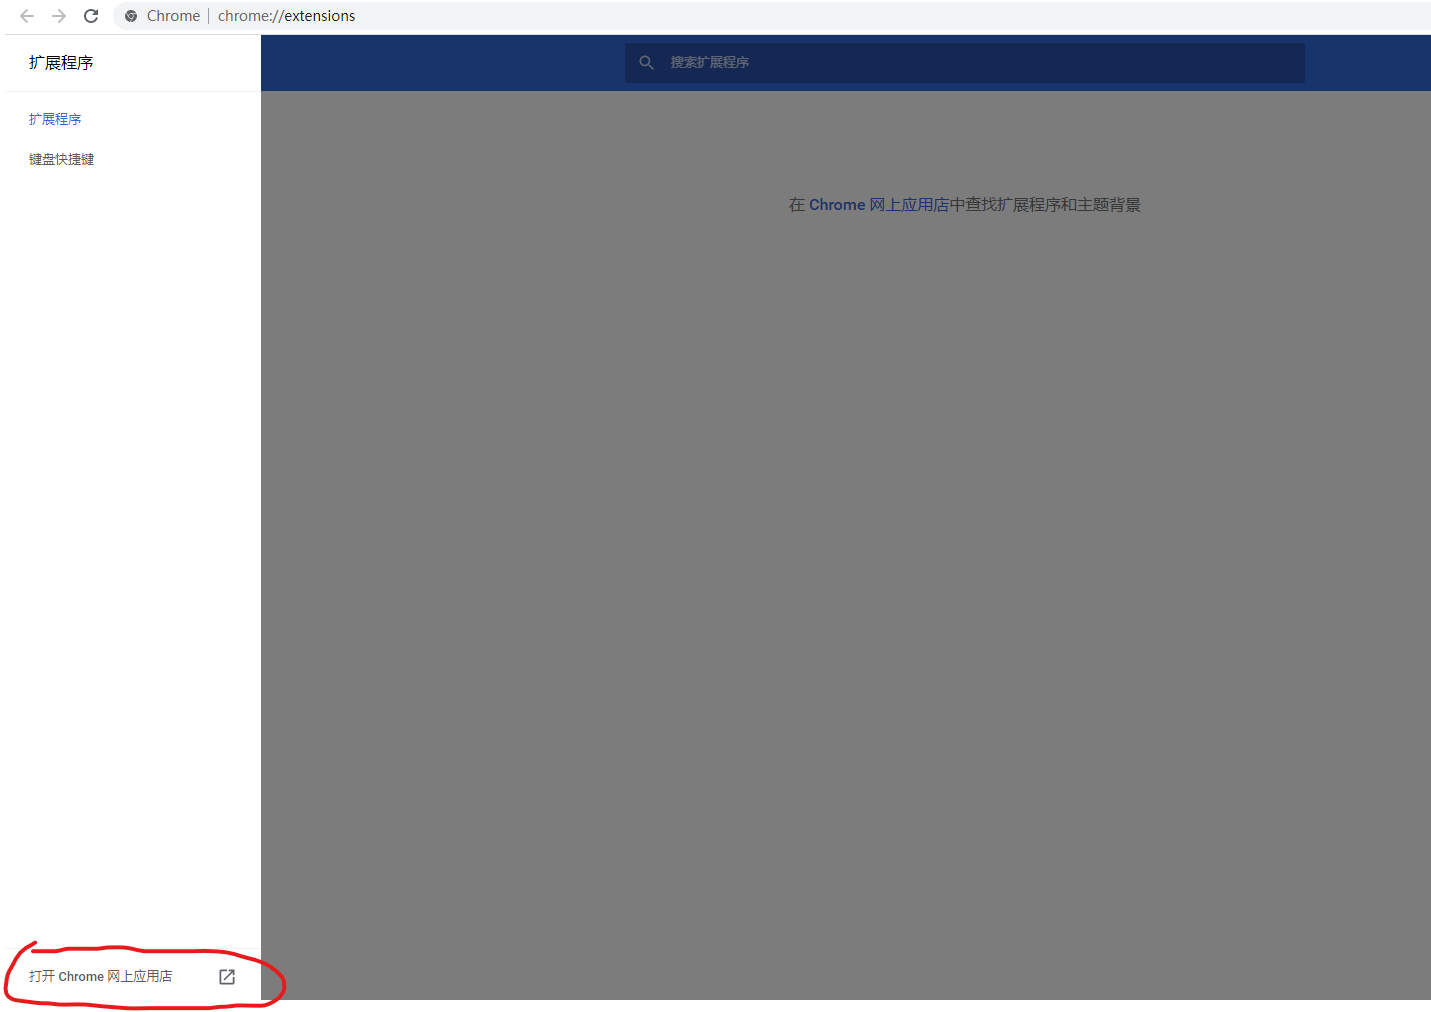 Chrome | chrome://extensions
扩展程序
搜索扩展程序
扩展程序
键盘快捷键
在 Chrome 网上应用店中查找扩展程序和主题背景
打开 Chrome 网上应用店